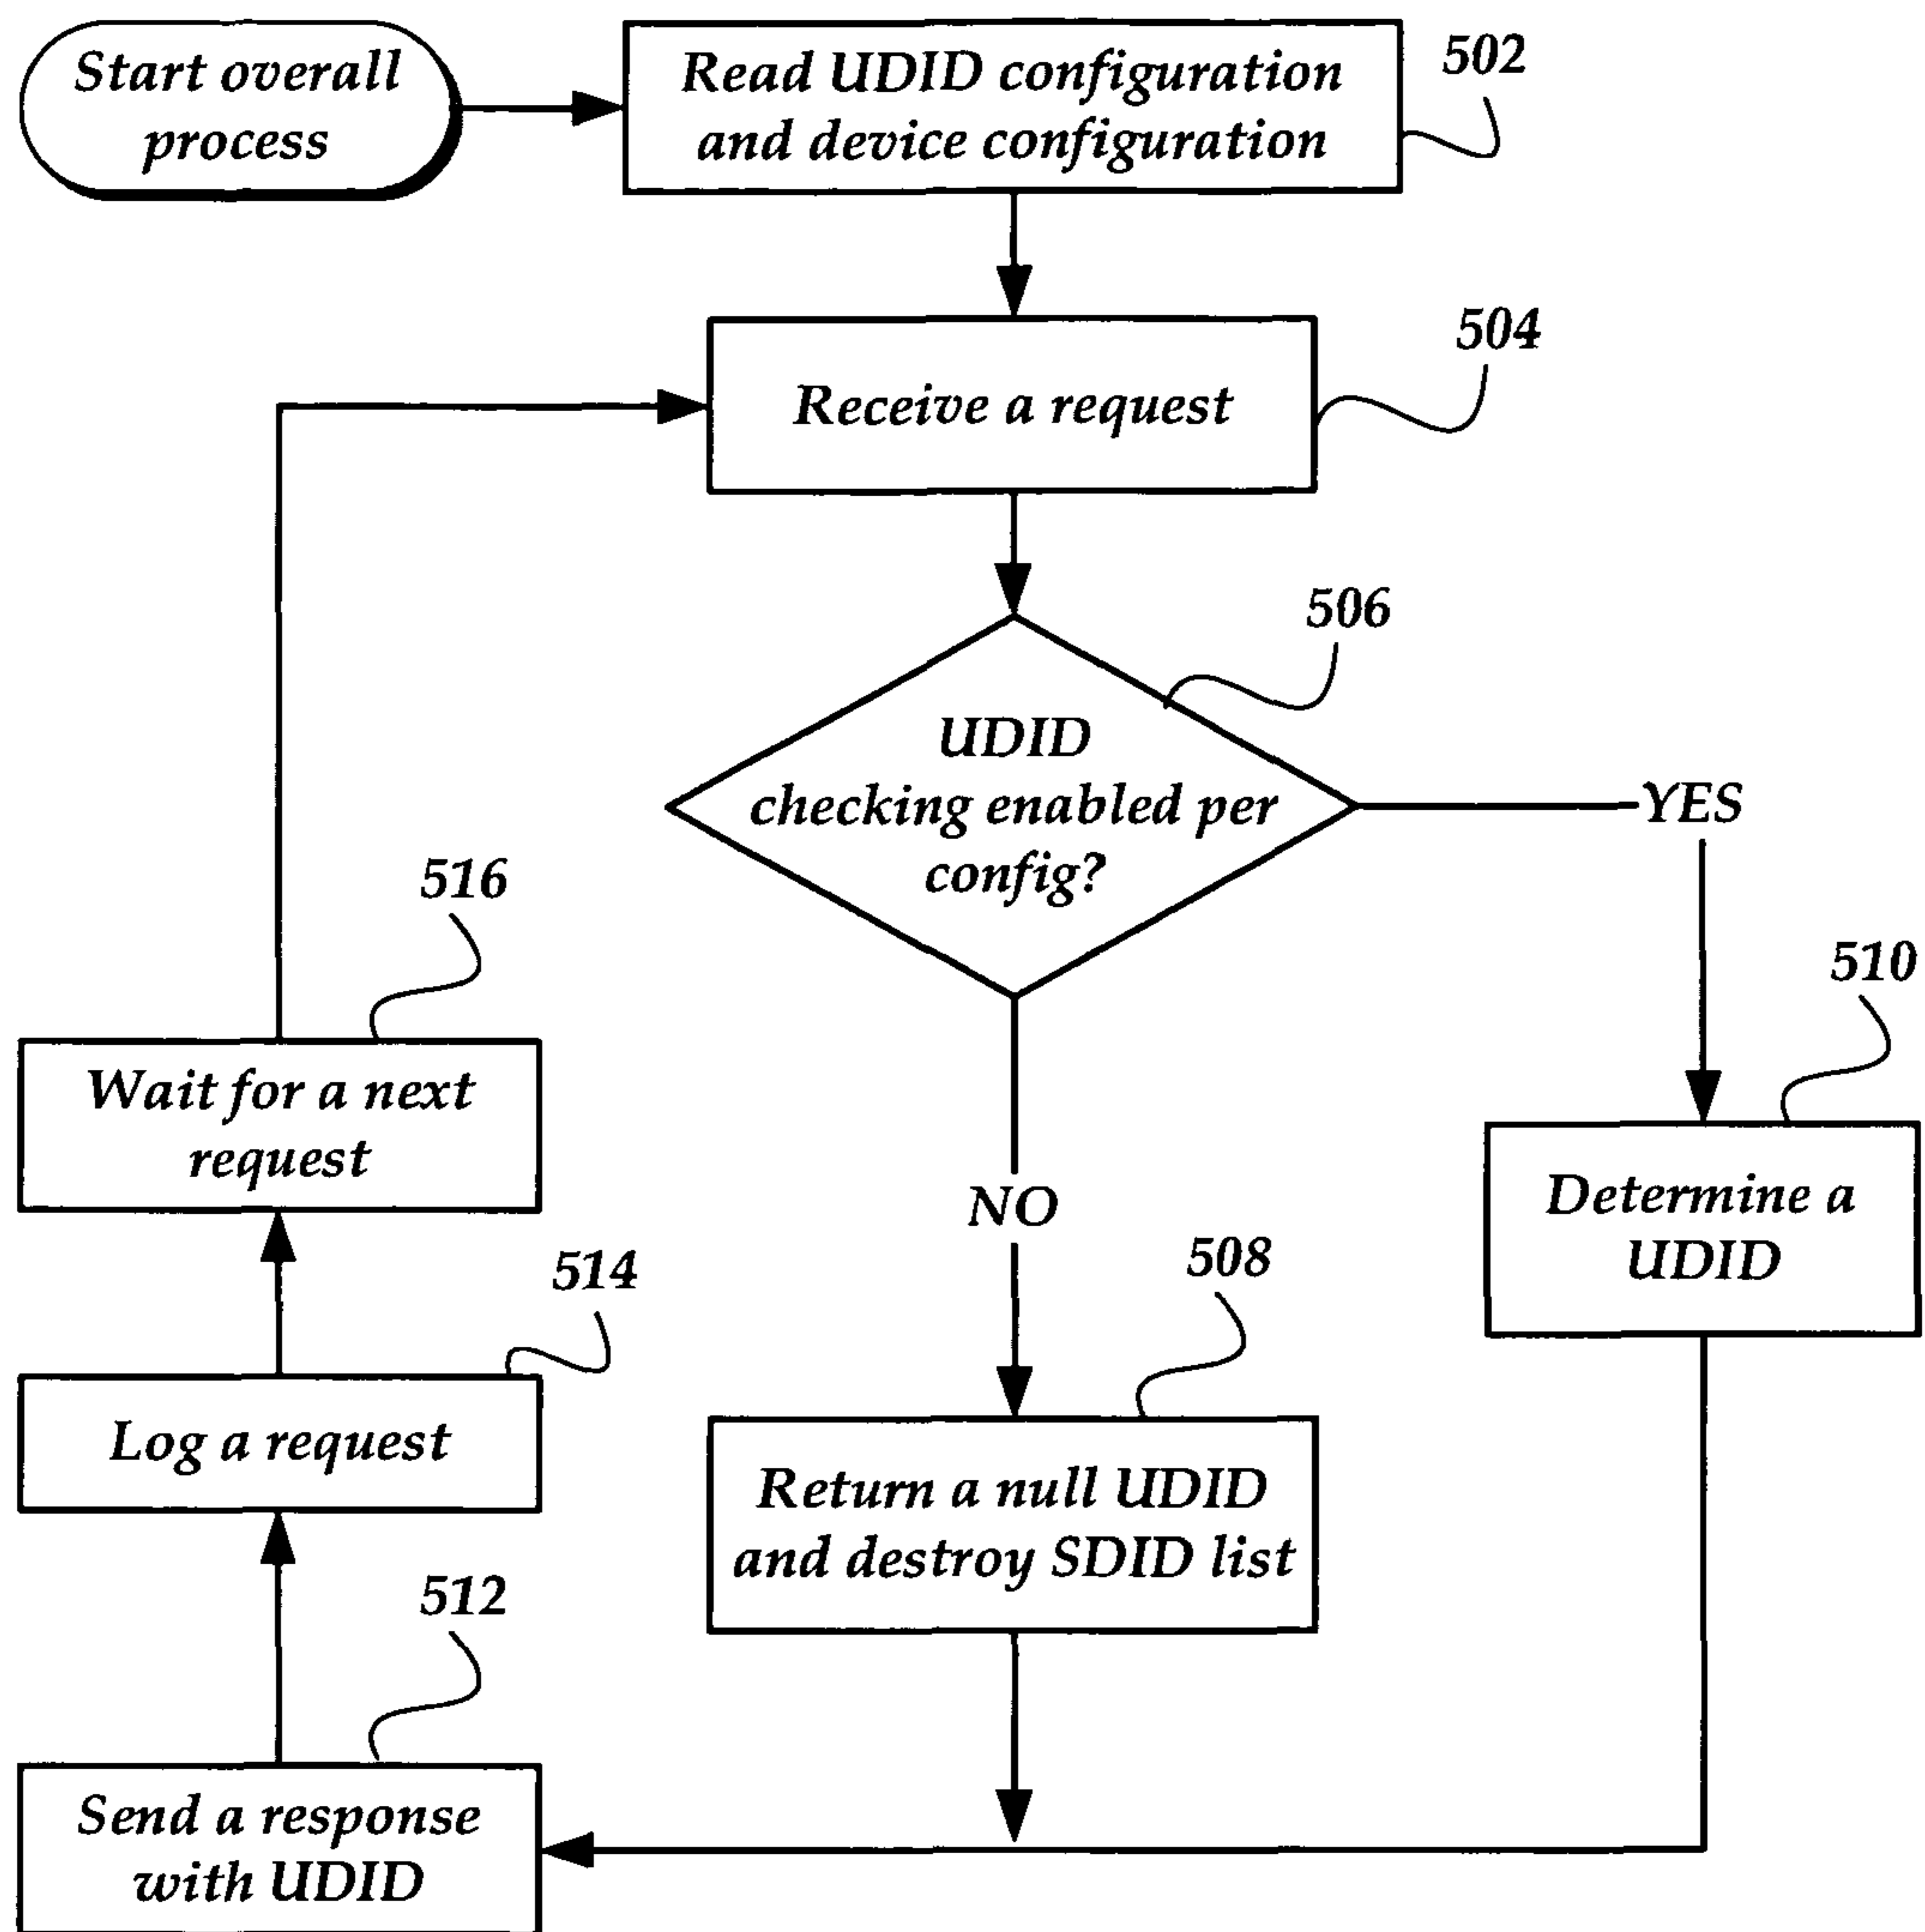 Start overall
process
Read UDID configuration
and device configuration
502
Receive a request
504
506
UDID
checking enabled per
config?
YES
516
Wait for a next
request
510
Determine a
UDID
NO
508
514
Log a request
Return a null UDID
and destroy SDID list
512
Send a response
with UDID